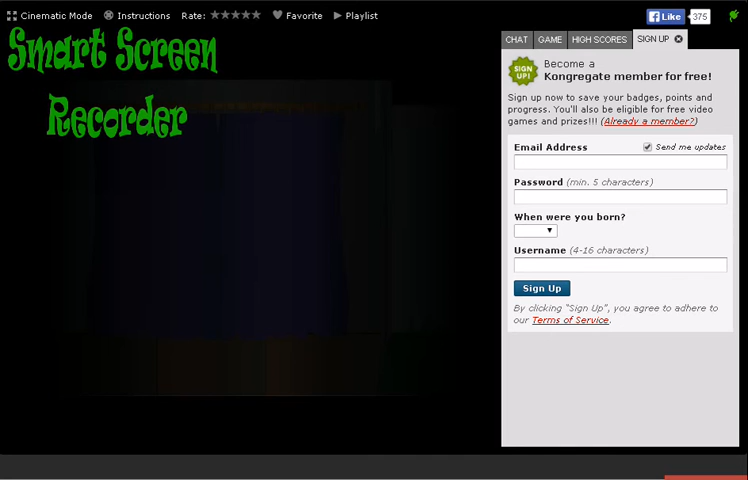 Cinematic Mode Instructions Rate: Favorite Playlist
Like 375
Smart Screen
Recorder
CHAT GAME HIGH SCORES SIGN UP
SIGN UP!
Become a
Kongregate member for free!
Sign up now to save your badges, points and
progress. You'll also be eligible for free video
games and prizes!!! (Already a member?)
Email Address Send me updates
Password (min. 5 characters)
When were you born?
Username (4-16 characters)
Sign Up
By clicking "Sign Up", you agree to adhere to
our Terms of Service.